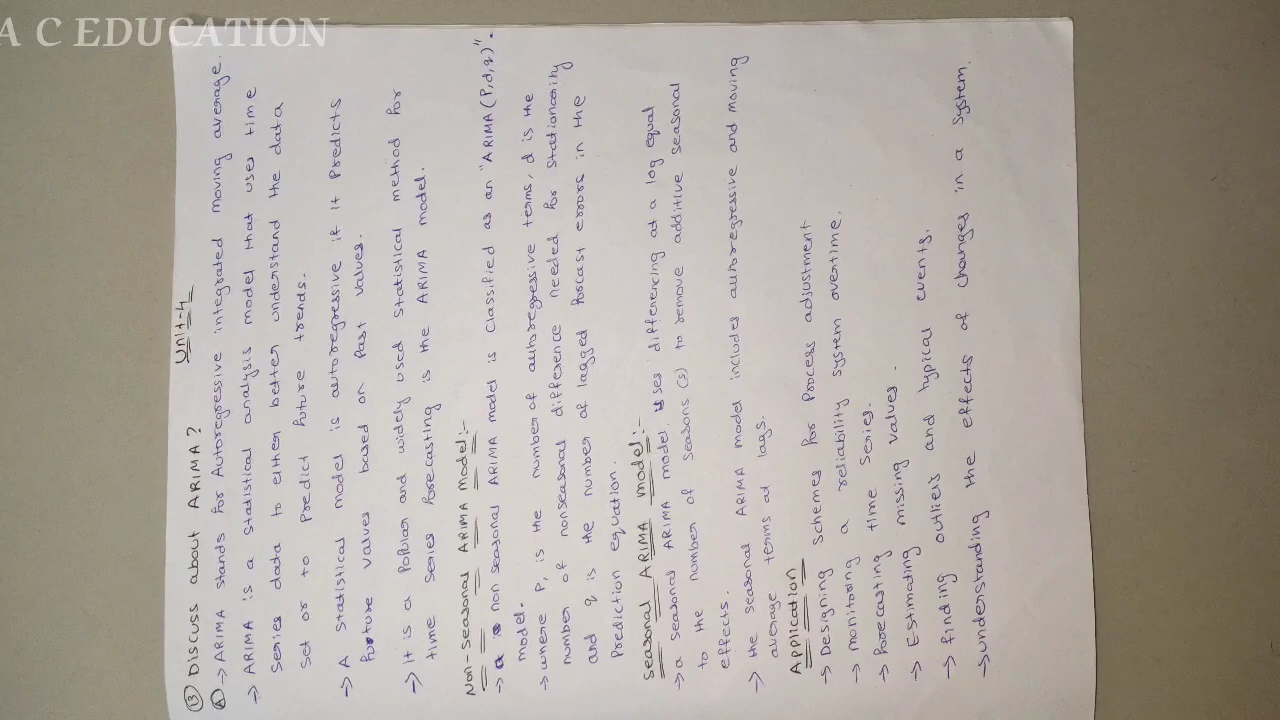 A C EDUCATION
Unit-4
(13) Discuss about ARIMA?
(A) → ARIMA stands for Autoregressive integrated moving average.
→ ARIMA is a statistical analysis model that uses time
series data to either better understand the data
set or to predict future trends.
→ A statistical model is autoregressive if it predicts
future values based on past values.
→ it is a popular and widely used statistical method for
time series forecasting is the ARIMA model.
Non-seasonal ARIMA model:-
→ a non seasonal ARIMA model is classified as an "ARIMA (P,d,q)".
model.
→ where P, is the number of autoregressive terms, d is the
number of nonseasonal difference needed for stationarity
and q is the number of lagged forcast errors in the
prediction equation.
seasonal ARIMA model:-
→ a seasonal ARIMA model uses differencing at a log equal
to the number of seasons (s) to remove additive seasonal
effects.
→ the seasonal ARIMA model includes autoregressive and moving
average terms at lags.
Application
→ Designing schemes for process adjustment
→ monitoring a reliability system overtime.
→ forecasting time series.
→ Estimating missing values.
→ finding outliers and hypical events.
→ understanding the effects of changes in a system.